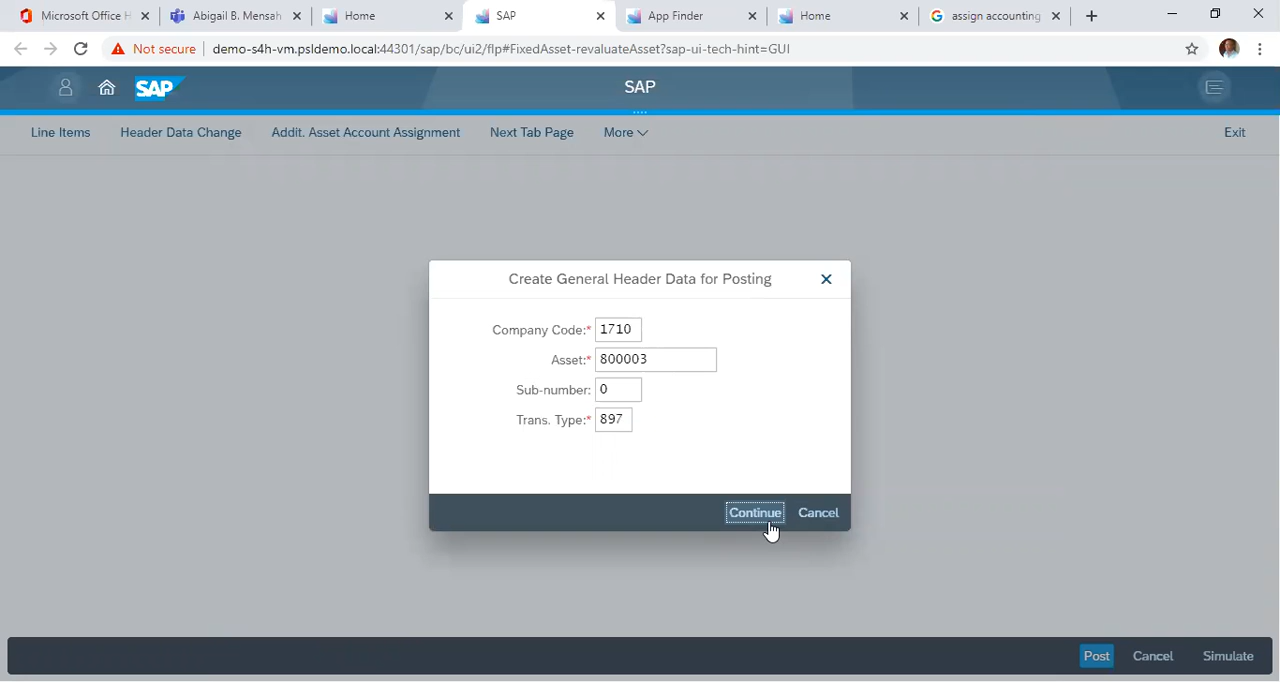 Microsoft Office H
Abigail B. Mensah
Home
SAP
App Finder
Home
assign accounting
Not secure
demo-s4h-vm.psldemo.local:44301/sap/bc/ui2/flp#FixedAsset-revaluateAsset?sap-ui-tech-hint=GUI
SAP
SAP
Line Items
Header Data Change
Addit. Asset Account Assignment
Next Tab Page
More
Exit
Create General Header Data for Posting
Company Code:* 1710
Asset:* 800003
Sub-number: 0
Trans. Type:* 897
Continue
Cancel
Post
Cancel
Simulate